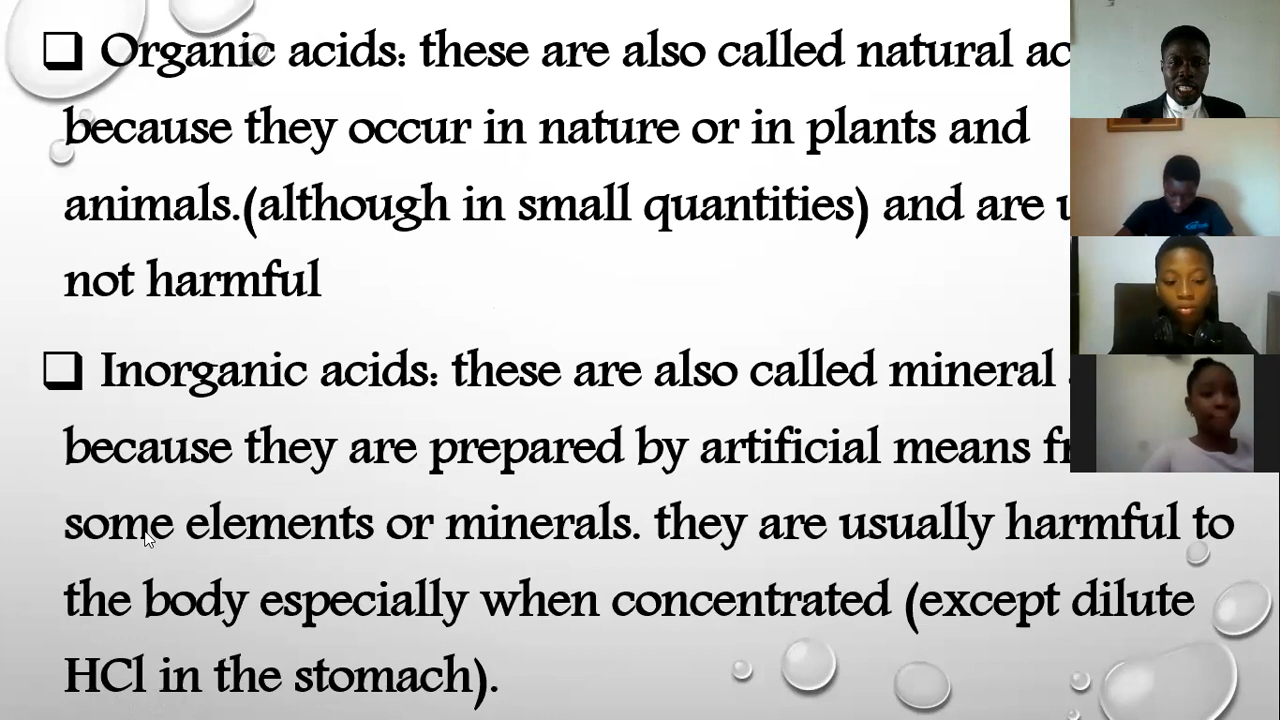 Organic acids: these are also called natural
because they occur in nature or in plants and
animals.(although in small quantities) and are
not harmful
Inorganic acids: these are also called mineral
because they are prepared by artificial means
some elements or minerals. they are usually harmful to
the body especially when concentrated (except dilute
HCl in the stomach).